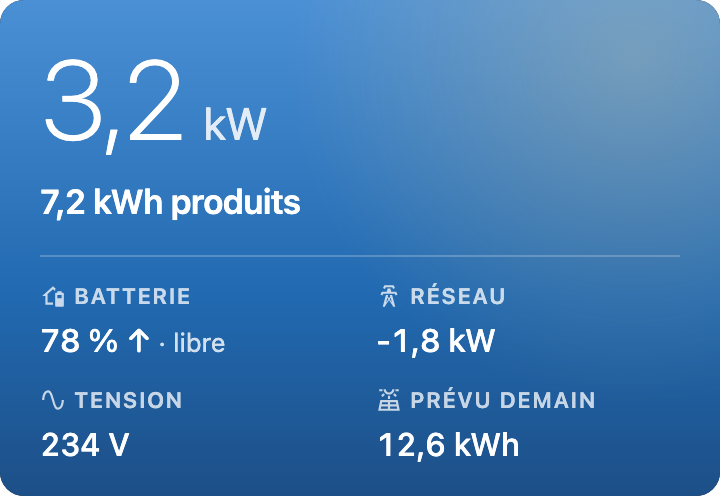 3,2 kW
7,2 kWh produits
BATTERIE
78 % ↑ · libre
RÉSEAU
-1,8 kW
TENSION
234 V
PRÉVU DEMAIN
12,6 kWh